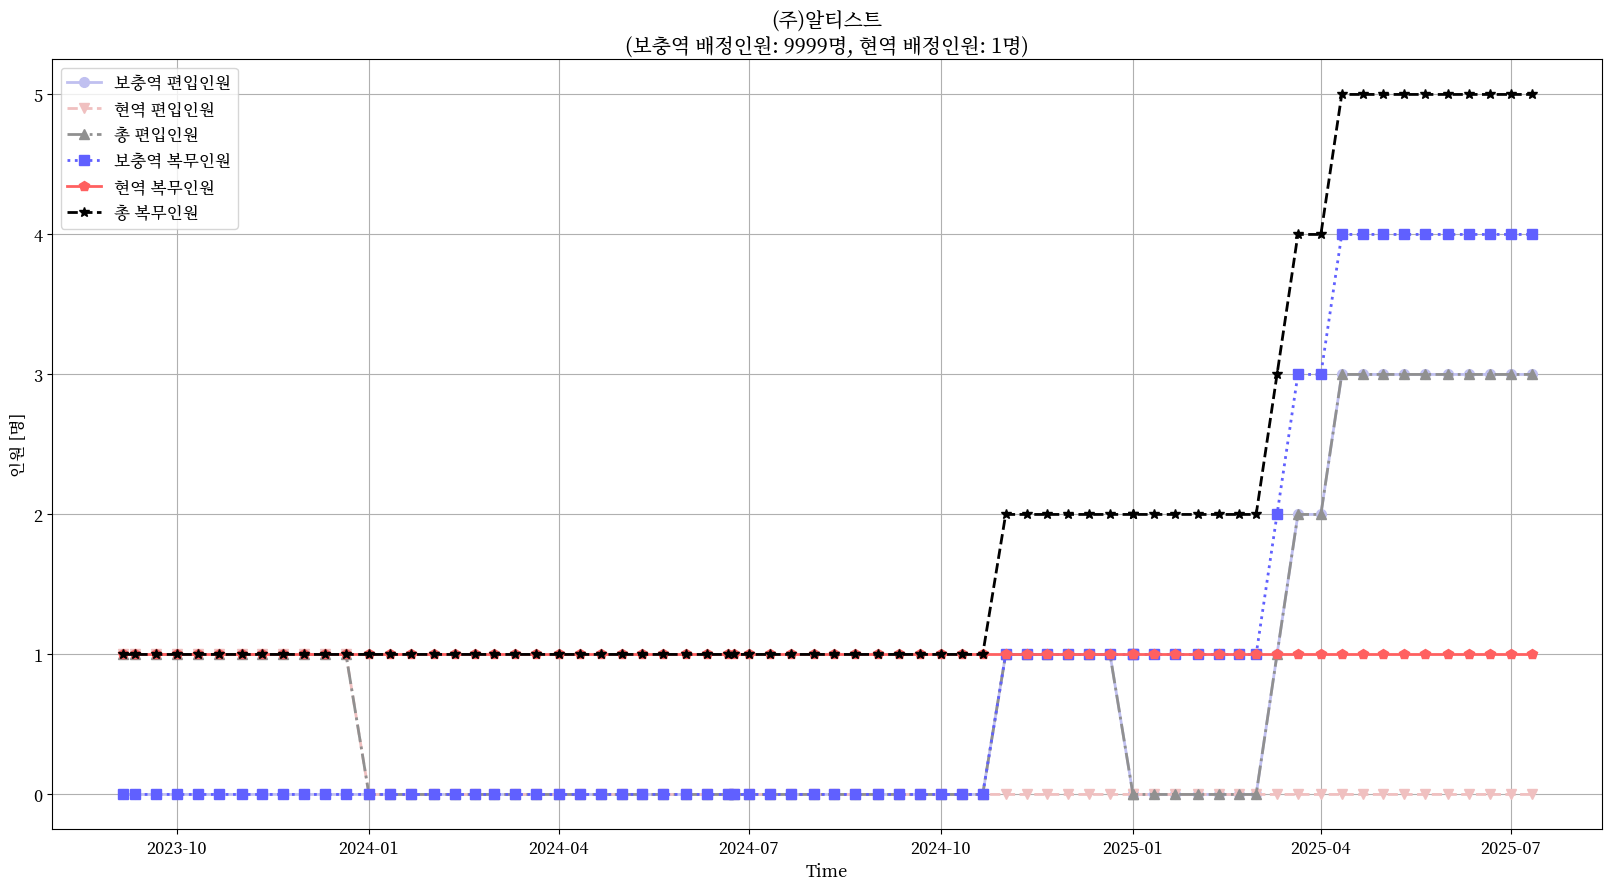 (주)알티스트
(보충역 배정인원: 9999명, 현역 배정인원: 1명)
보충역 편입인원
현역 편입인원
총 편입인원
보충역 복무인원
현역 복무인원
총 복무인원
인원 [명]
5
4
3
2
1
0
2023-10
2024-01
2024-04
2024-07
2024-10
2025-01
2025-04
2025-07
Time